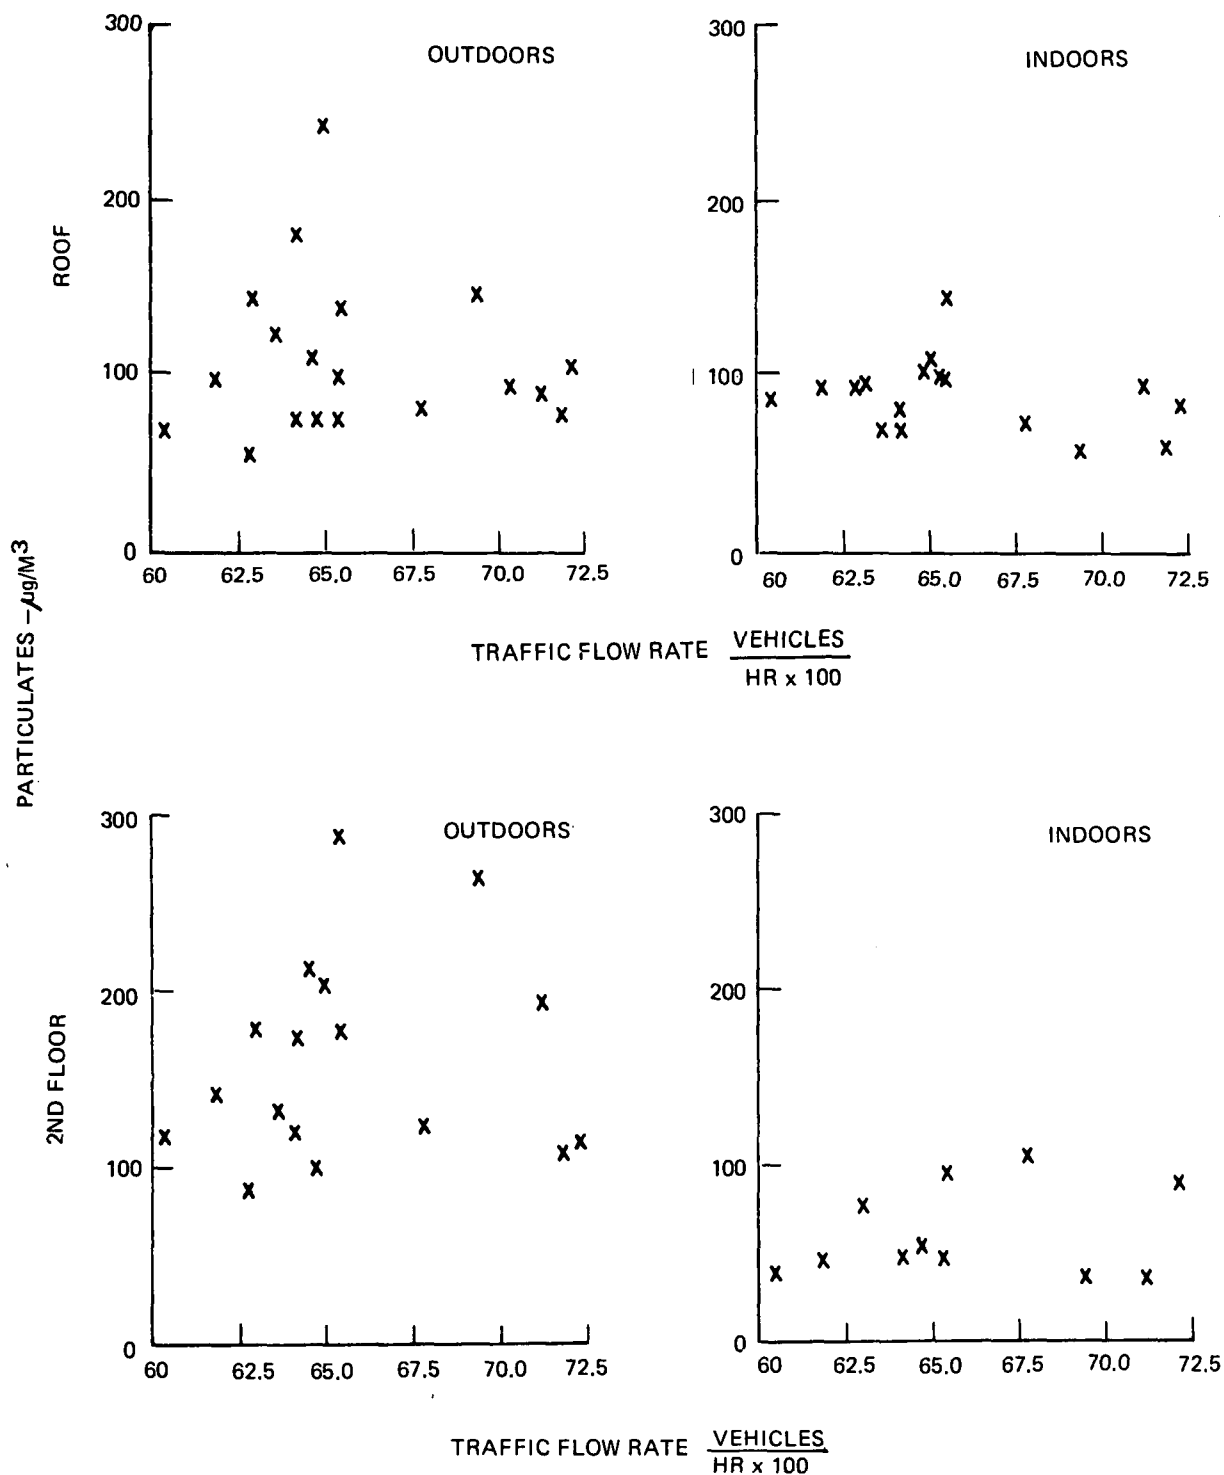 PARTICULATES – µg/M³
ROOF
OUTDOORS
300
200
100
0
60 62.5 65.0 67.5 70.0 72.5
INDOORS
300
200
100
0
60 62.5 65.0 67.5 70.0 72.5
TRAFFIC FLOW RATE VEHICLES
HR x 100
2ND FLOOR
OUTDOORS
300
200
100
0
60 62.5 65.0 67.5 70.0 72.5
INDOORS
300
200
100
0
60 62.5 65.0 67.5 70.0 72.5
TRAFFIC FLOW RATE VEHICLES
HR x 100